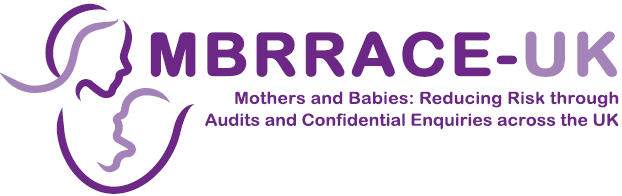 MBRRACE-UK
Mothers and Babies: Reducing Risk through
Audits and Confidential Enquiries across the UK